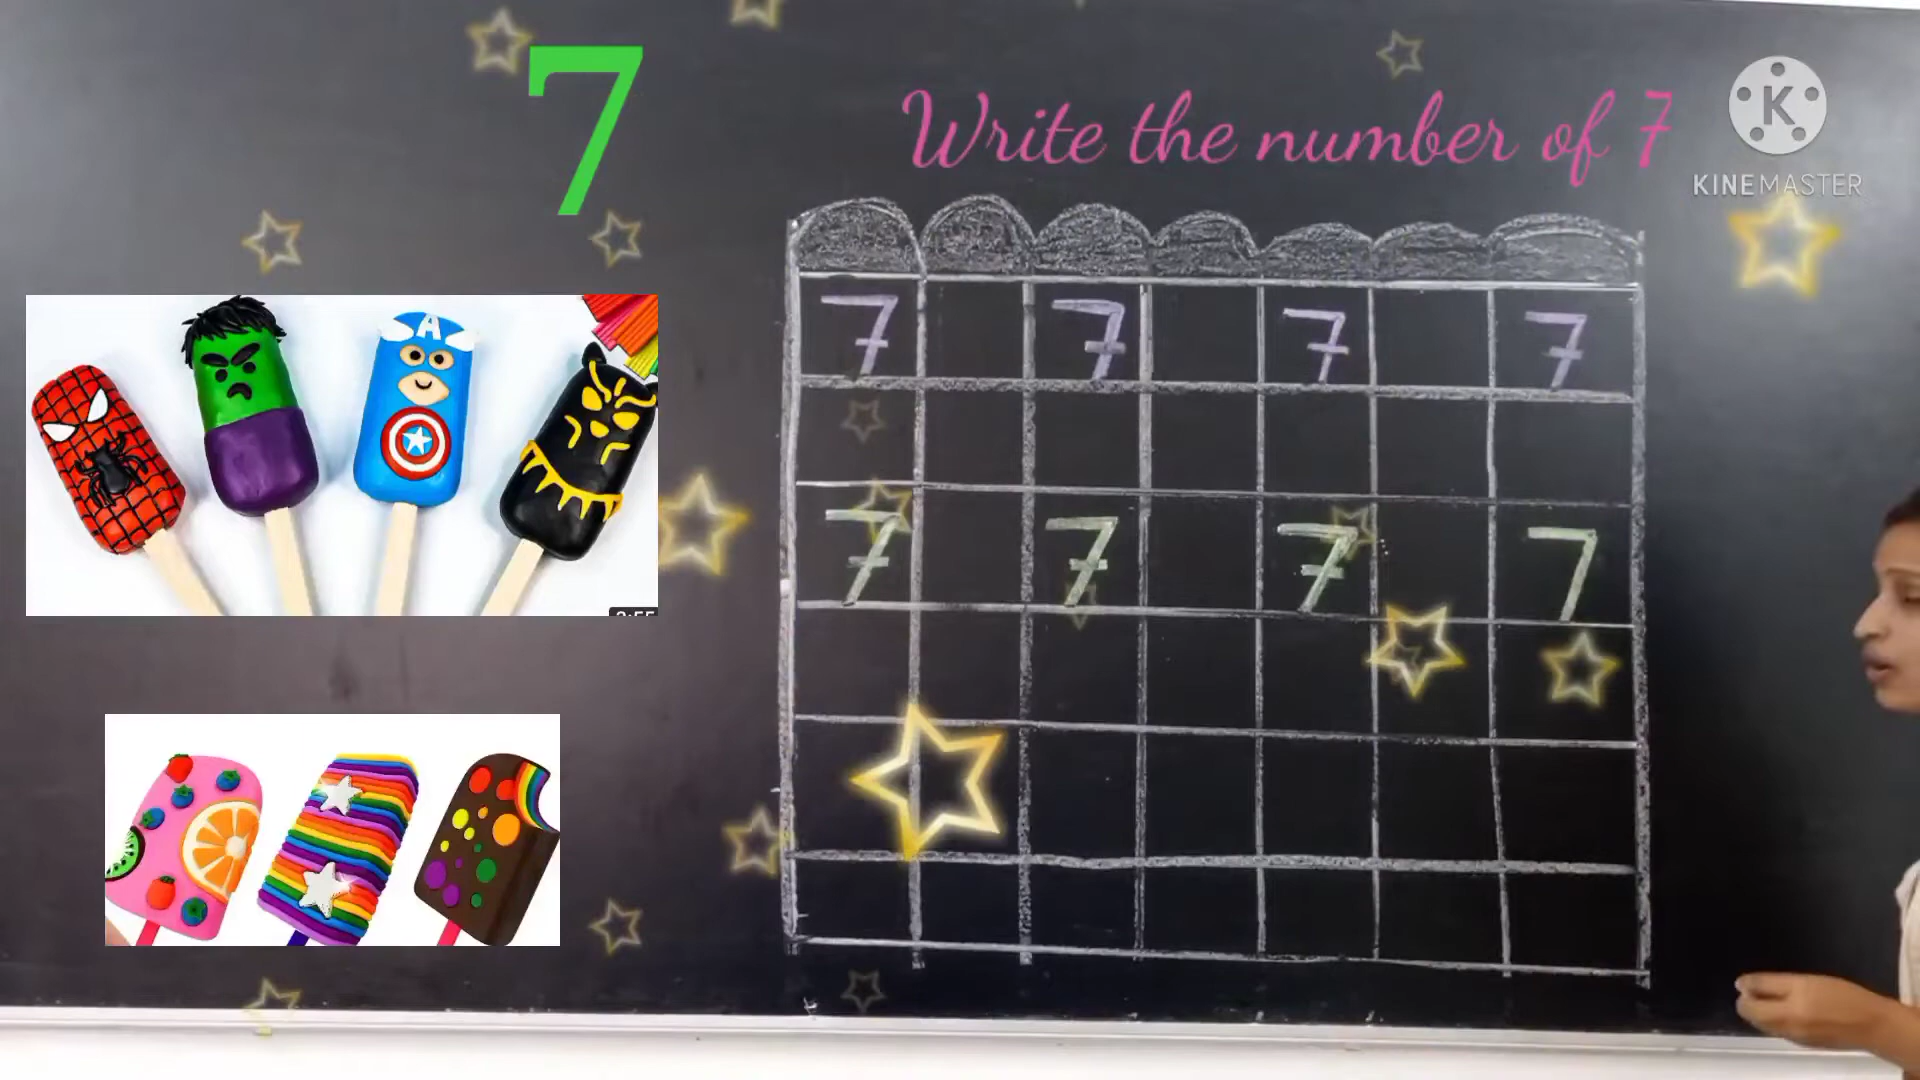 7
Write the number of 7
K
KINEMASTER
A
7 7 7 7
7 7 7 7